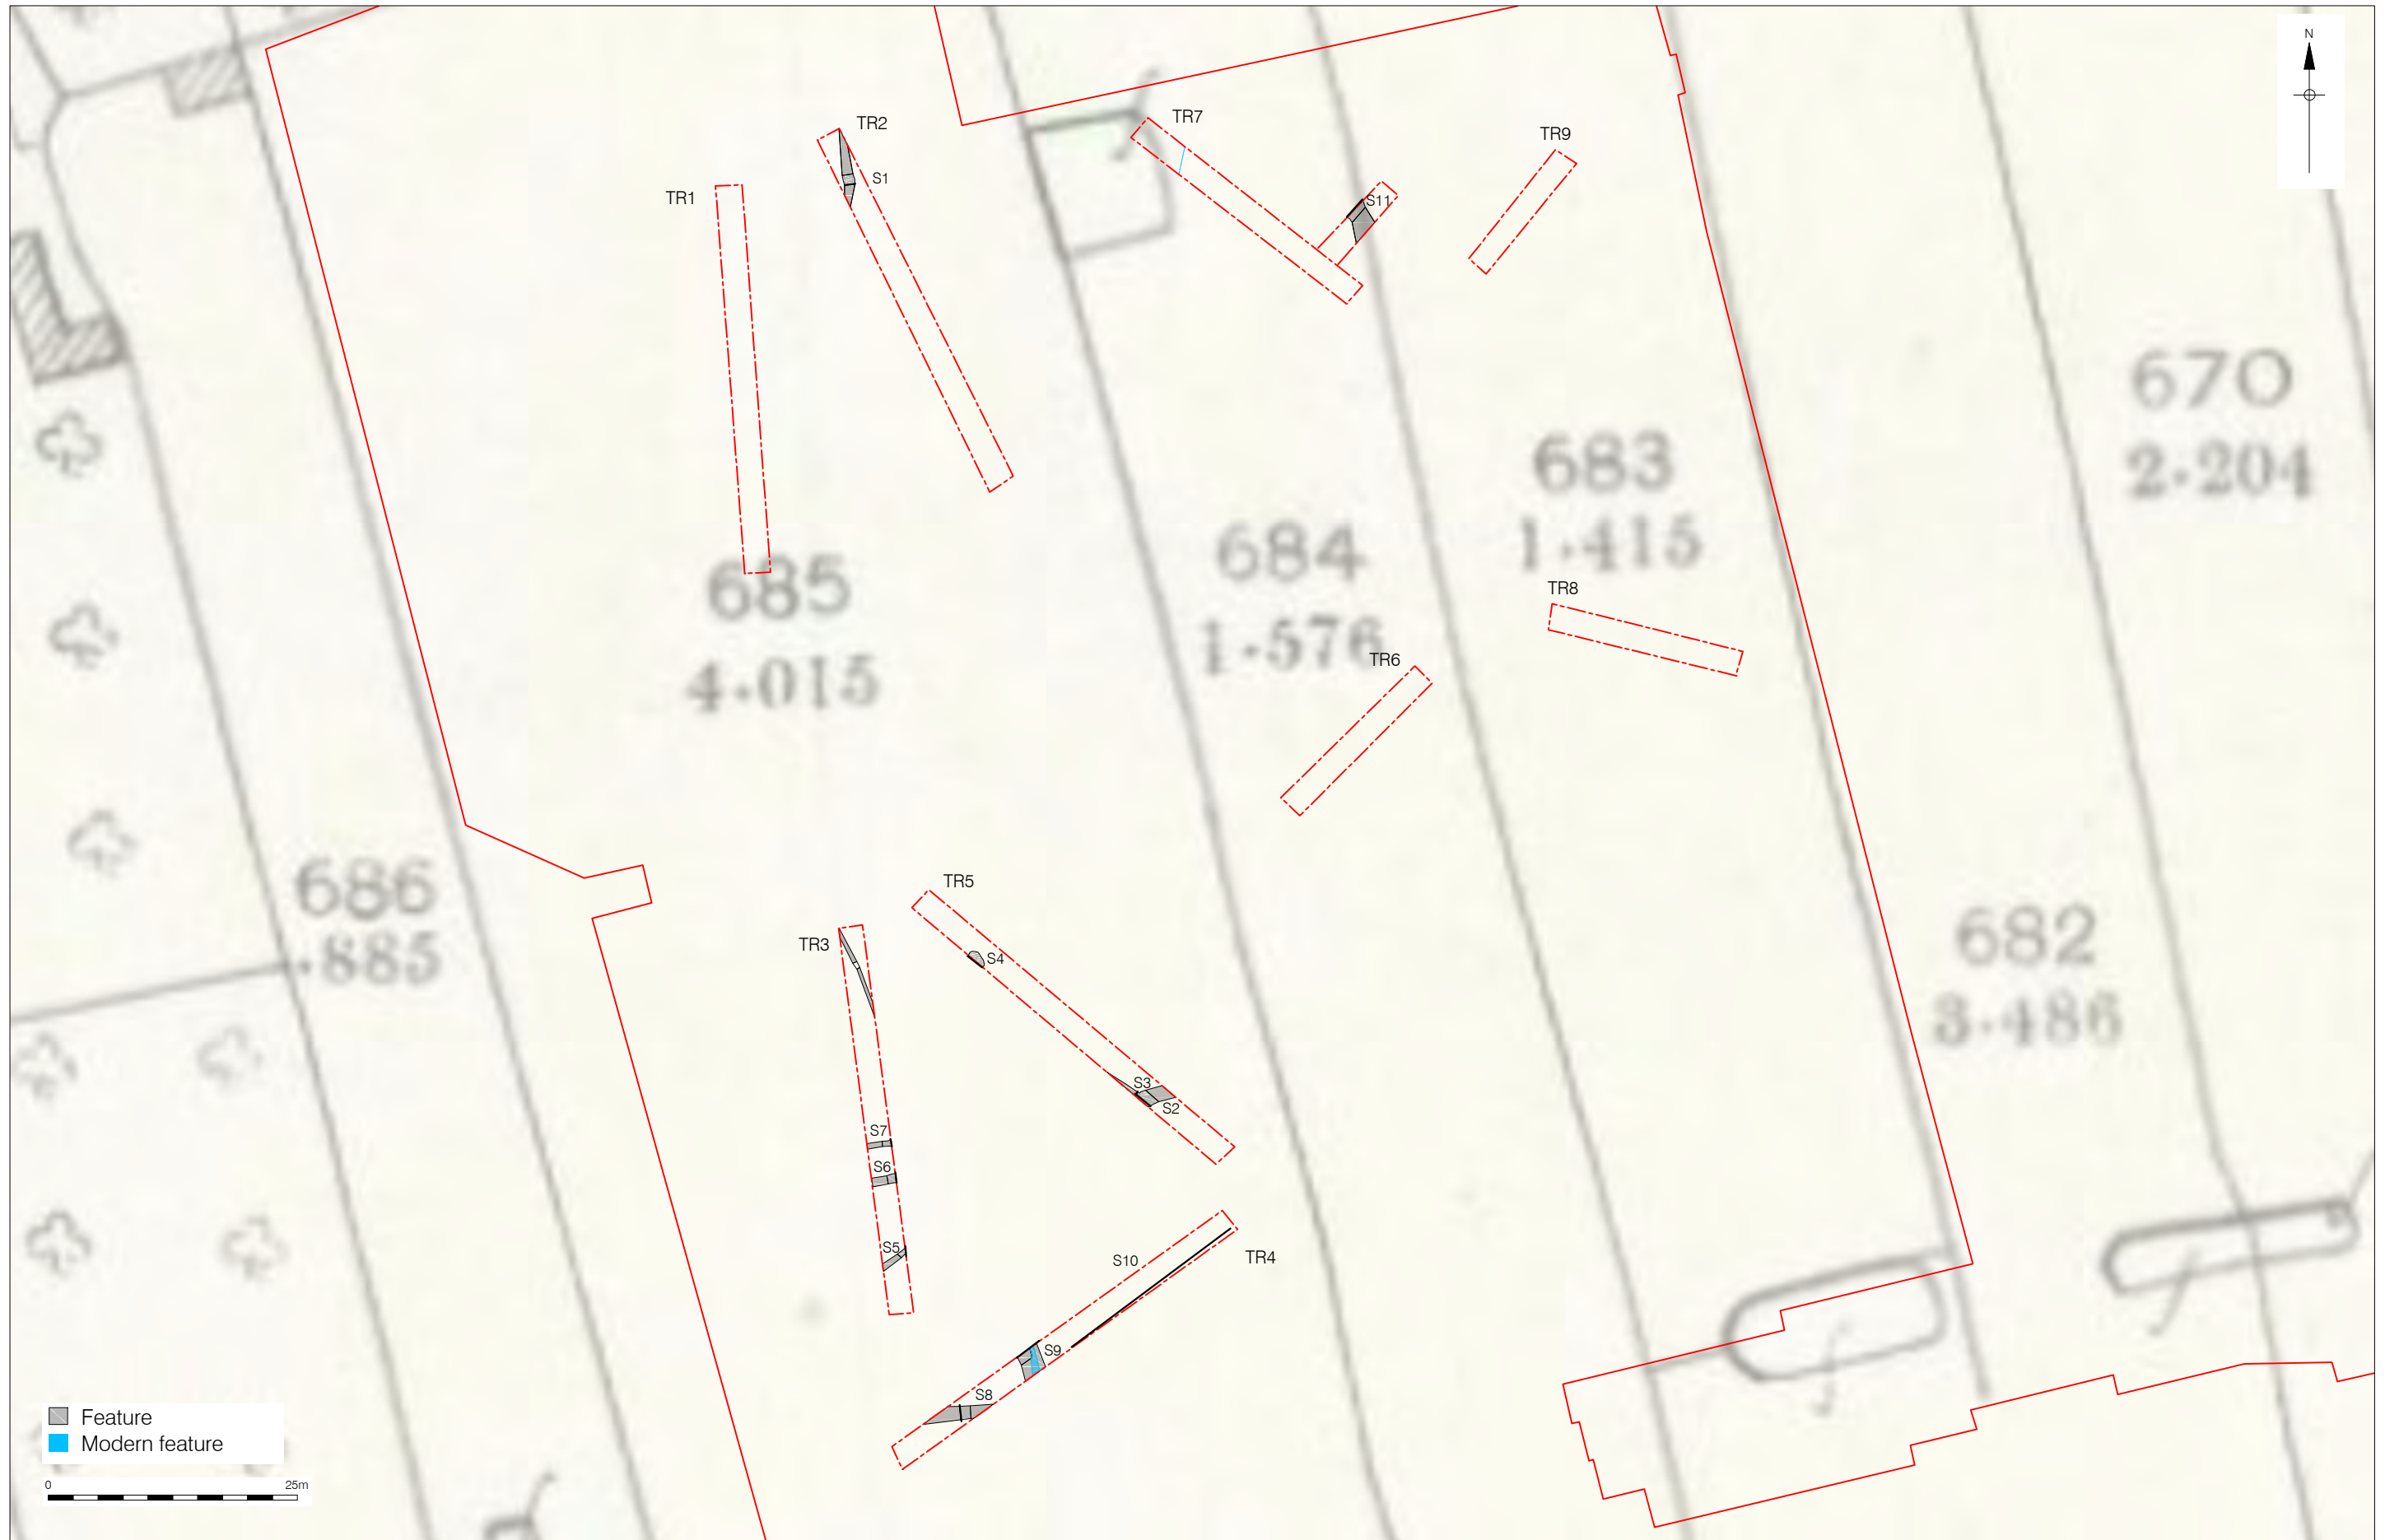 N
TR2
TR7
TR9
S1
TR1
S11
670
2·204
683
1·415
684
1·576
685
4·015
TR8
TR6
686
·885
TR5
682
3·486
TR3
S4
S3
S2
S7
S6
S5
S10
TR4
S9
S8
Feature
Modern feature
0 25m